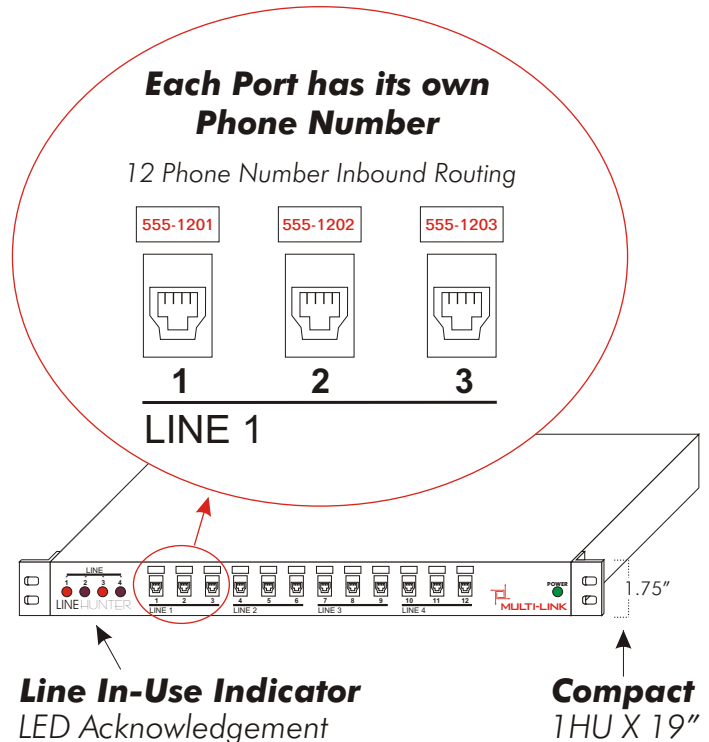 Each Port has its own
Phone Number
12 Phone Number Inbound Routing
555-1201 555-1202 555-1203
1 2 3
LINE 1
LINE
1 2 3 4
LINEHUNTER
1 2 3 4 5 6 7 8 9 10 11 12
LINE 1 LINE 2 LINE 3 LINE 4
MULTI-LINK
POWER
1.75"
Line In-Use Indicator
LED Acknowledgement
Compact
1HU X 19"